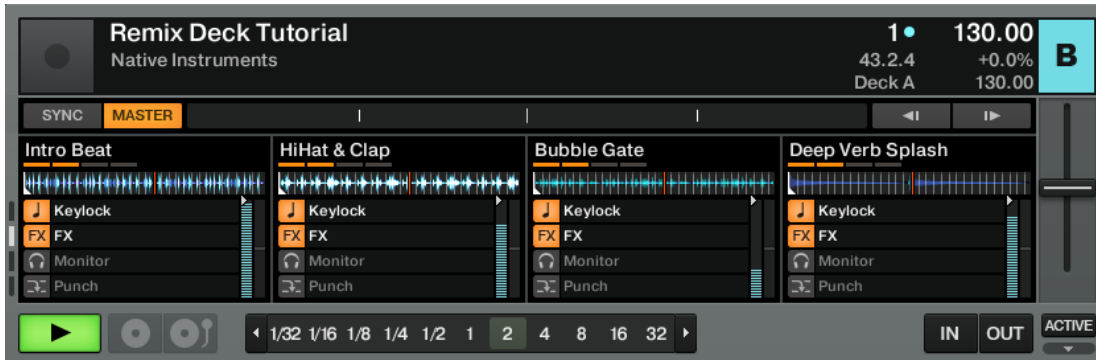 Remix Deck Tutorial
1
130.00
Native Instruments
43.2.4
+0.0%
Deck A
130.00
B
SYNC
MASTER
Intro Beat
HiHat & Clap
Bubble Gate
Deep Verb Splash
Keylock
Keylock
Keylock
Keylock
FX FX
FX FX
FX FX
FX FX
Monitor
Monitor
Monitor
Monitor
Punch
Punch
Punch
Punch
1/32 1/16 1/8 1/4 1/2 1 2 4 8 16 32
IN
OUT
ACTIVE